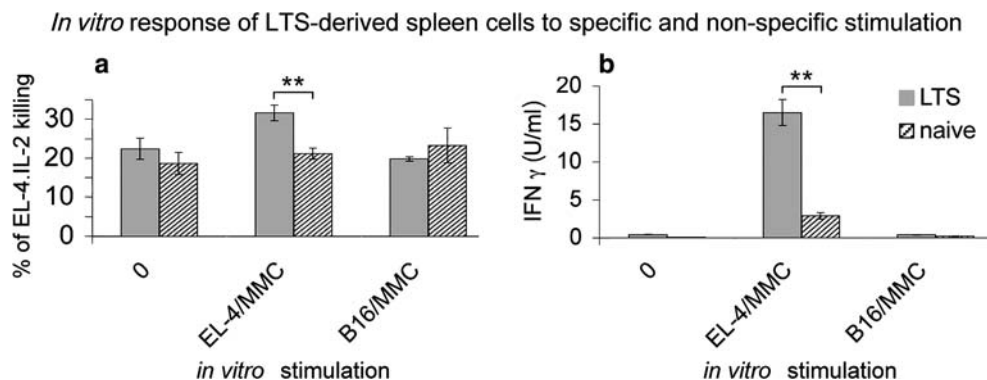 In vitro response of LTS-derived spleen cells to specific and non-specific stimulation
a
% of EL-4.IL-2 killing
30
20
10
0
**
0
EL-4/MMC
B16/MMC
in vitro stimulation
b
IFN γ (U/ml)
20
15
10
5
0
**
LTS
naive
0
EL-4/MMC
B16/MMC
in vitro stimulation